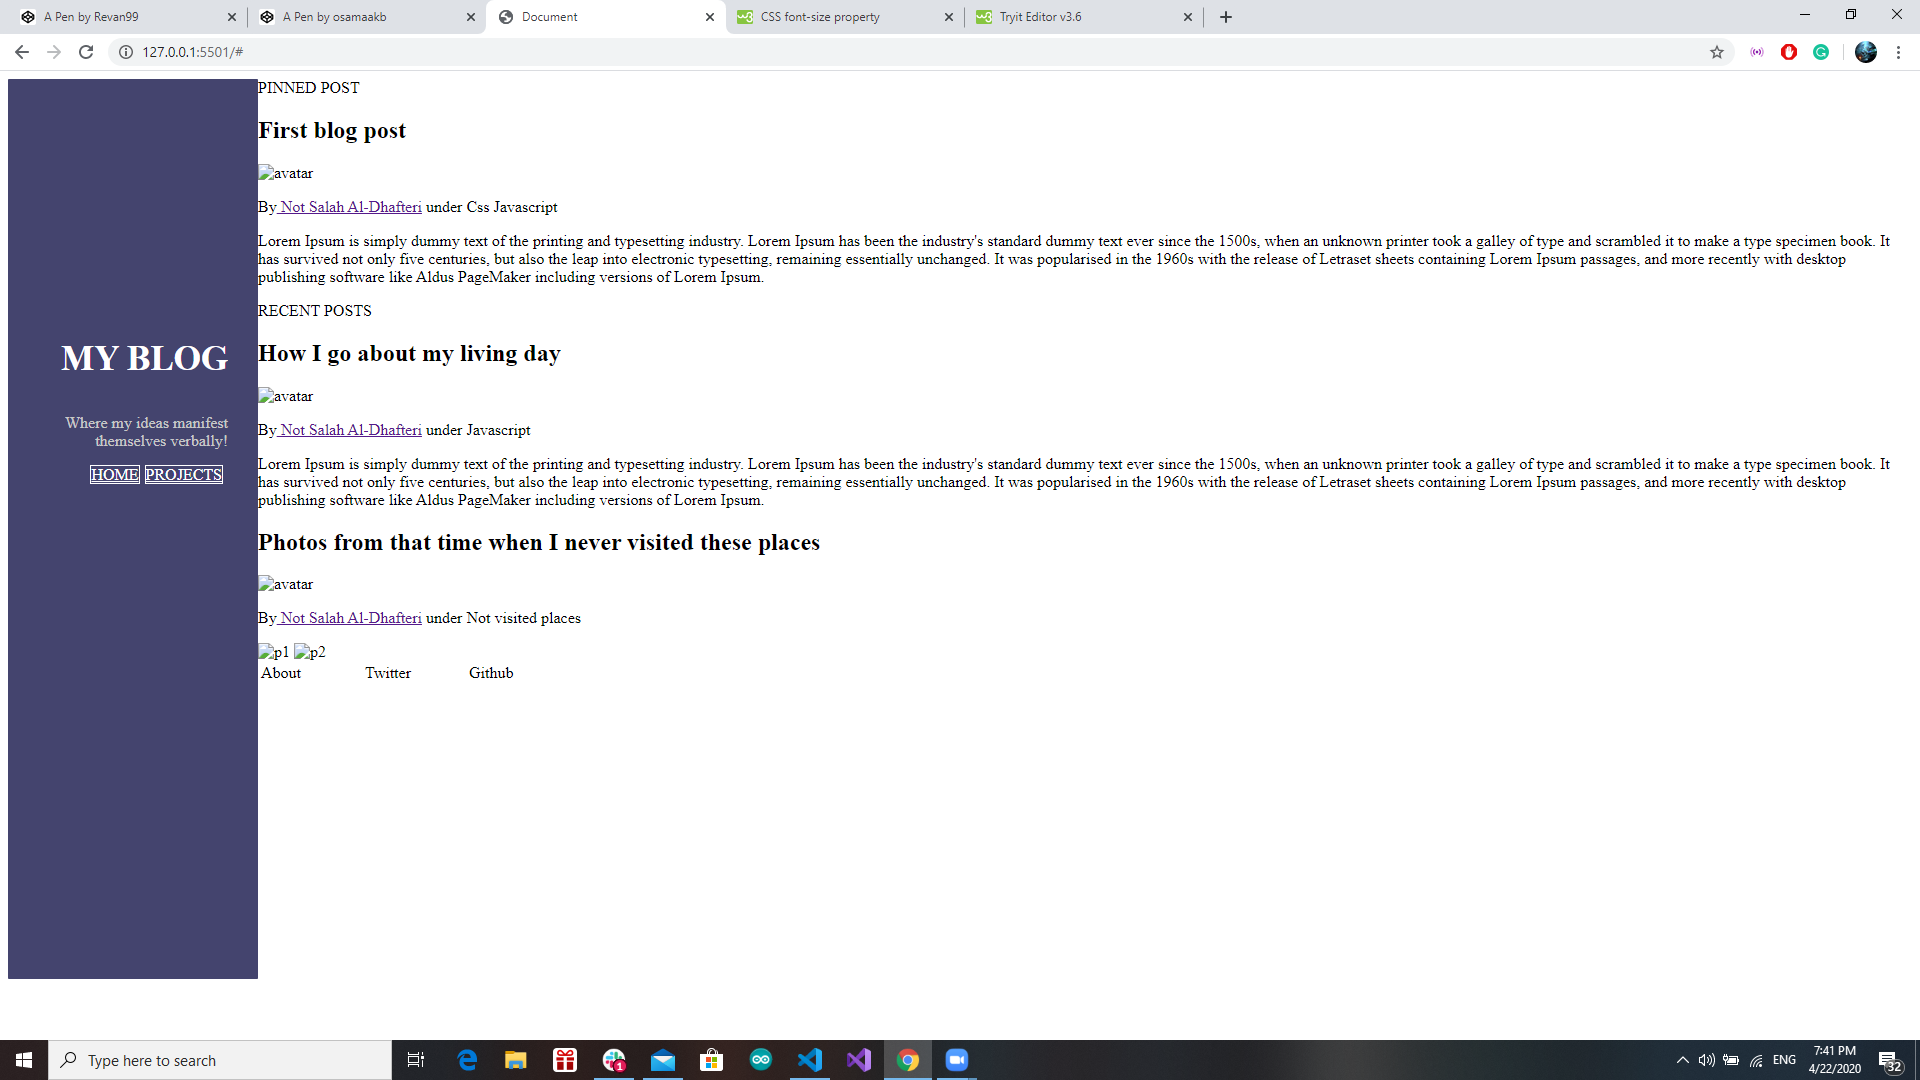 A Pen by Revan99
A Pen by osamaakb
Document
CSS font-size property
Tryit Editor v3.6
127.0.0.1:5501/#
MY BLOG
Where my ideas manifest
themselves verbally!
HOME PROJECTS
PINNED POST
First blog post
avatar
By Not Salah Al-Dhafteri under Css Javascript
Lorem Ipsum is simply dummy text of the printing and typesetting industry. Lorem Ipsum has been the industry's standard dummy text ever since the 1500s, when an unknown printer took a galley of type and scrambled it to make a type specimen book. It
has survived not only five centuries, but also the leap into electronic typesetting, remaining essentially unchanged. It was popularised in the 1960s with the release of Letraset sheets containing Lorem Ipsum passages, and more recently with desktop
publishing software like Aldus PageMaker including versions of Lorem Ipsum.
RECENT POSTS
How I go about my living day
avatar
By Not Salah Al-Dhafteri under Javascript
Lorem Ipsum is simply dummy text of the printing and typesetting industry. Lorem Ipsum has been the industry's standard dummy text ever since the 1500s, when an unknown printer took a galley of type and scrambled it to make a type specimen book. It
has survived not only five centuries, but also the leap into electronic typesetting, remaining essentially unchanged. It was popularised in the 1960s with the release of Letraset sheets containing Lorem Ipsum passages, and more recently with desktop
publishing software like Aldus PageMaker including versions of Lorem Ipsum.
Photos from that time when I never visited these places
avatar
By Not Salah Al-Dhafteri under Not visited places
p1 p2
About Twitter Github
Type here to search
1
ENG
7:41 PM
4/22/2020
32